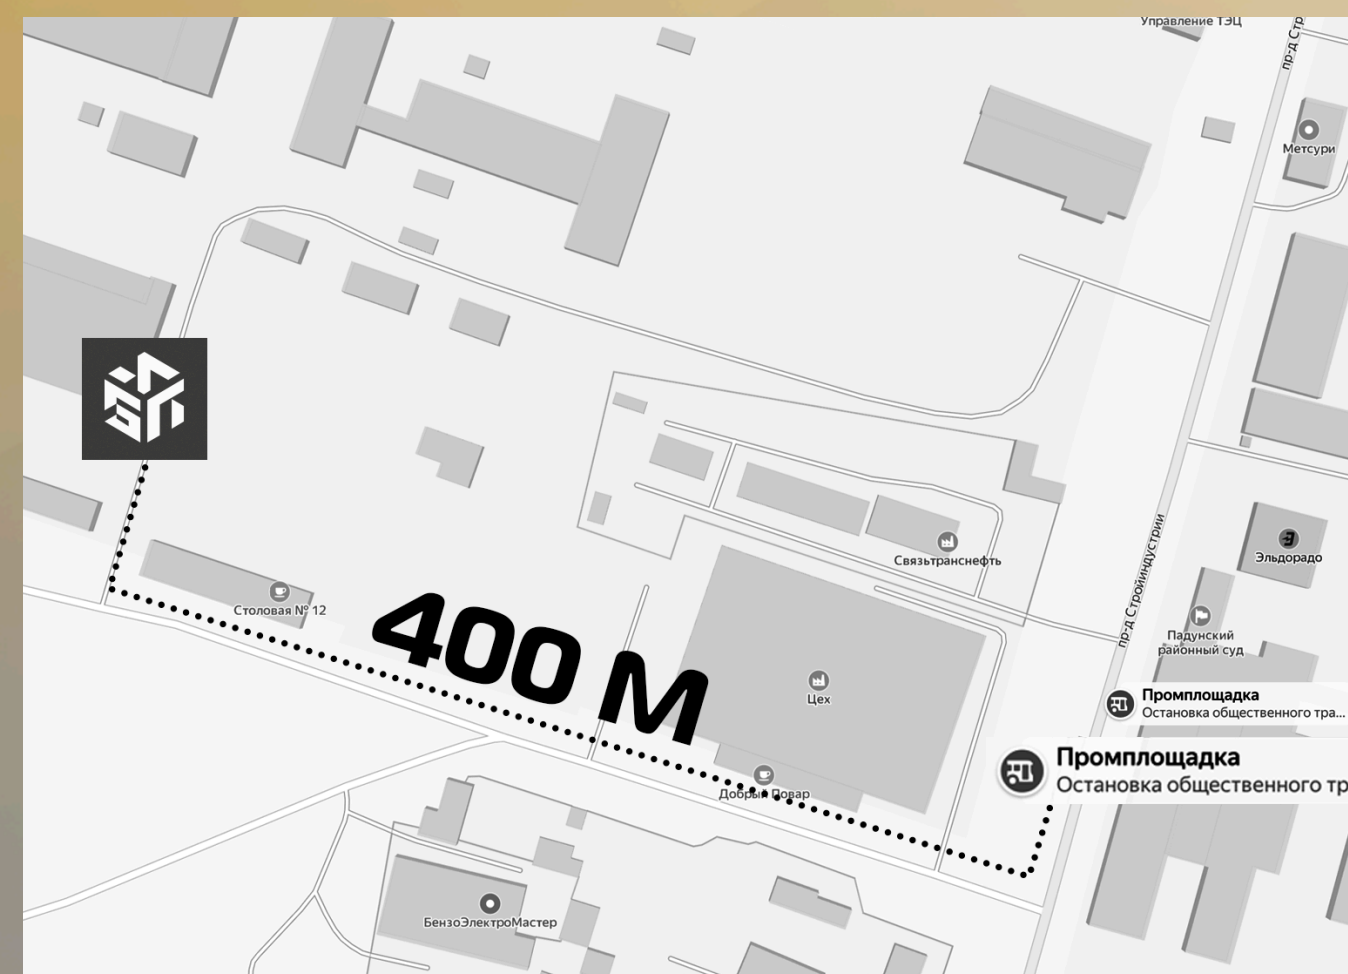 Управление ТЭЦ
пр-д Стр
Метсури
Связьтранснефть
Эльдорадо
пр-д Стройиндустрии
Столовая № 12
400 М
Падунский
районный суд
Цех
Промплощадка
Остановка общественного тра...
Промплощадка
Остановка общественного тр
Добрый Повар
БензоЭлектроМастер